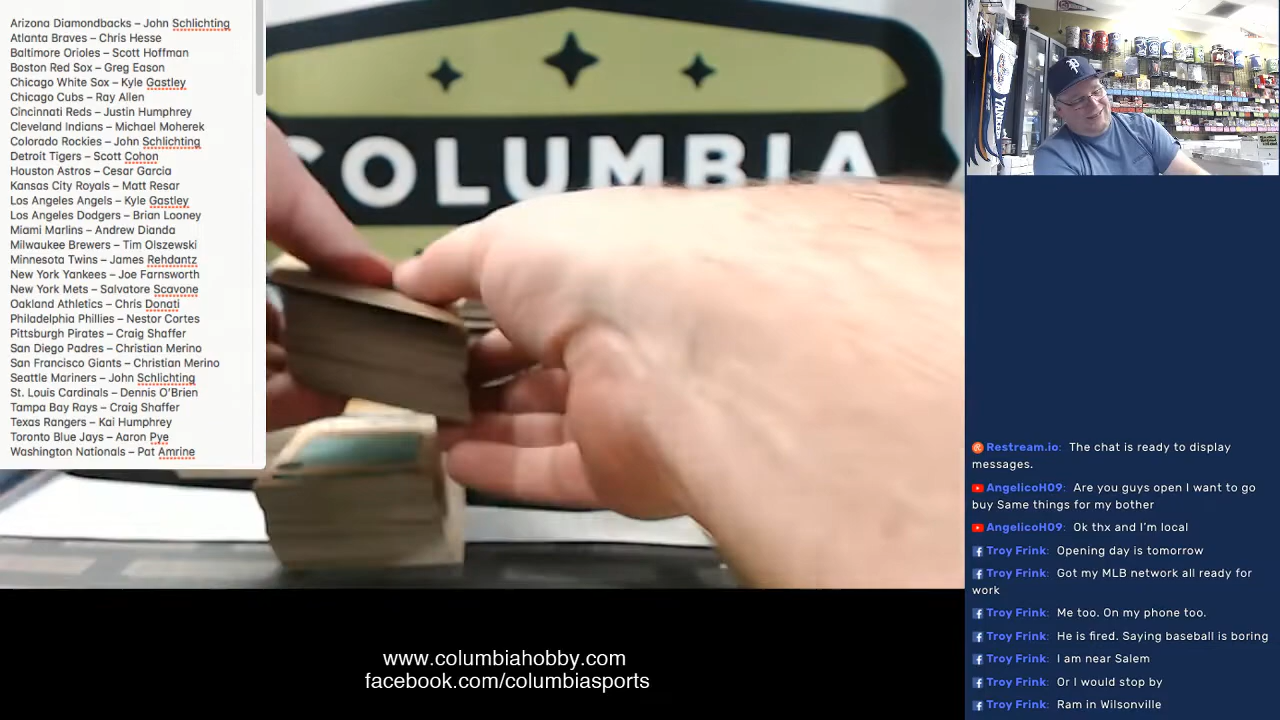 Arizona Diamondbacks – John Schlichting
Atlanta Braves – Chris Hesse
Baltimore Orioles – Scott Hoffman
Boston Red Sox – Greg Eason
Chicago White Sox – Kyle Gastley
Chicago Cubs – Ray Allen
Cincinnati Reds – Justin Humphrey
Cleveland Indians – Michael Moherek
Colorado Rockies – John Schlichting
Detroit Tigers – Scott Cohon
Houston Astros – Cesar Garcia
Kansas City Royals – Matt Resar
Los Angeles Angels – Kyle Gastley
Los Angeles Dodgers – Brian Looney
Miami Marlins – Andrew Dianda
Milwaukee Brewers – Tim Olszewski
Minnesota Twins – James Rehdantz
New York Yankees – Joe Farnsworth
New York Mets – Salvatore Scavone
Oakland Athletics – Chris Donati
Philadelphia Phillies – Nestor Cortes
Pittsburgh Pirates – Craig Shaffer
San Diego Padres – Christian Merino
San Francisco Giants – Christian Merino
Seattle Mariners – John Schlichting
St. Louis Cardinals – Dennis O'Brien
Tampa Bay Rays – Craig Shaffer
Texas Rangers – Kai Humphrey
Toronto Blue Jays – Aaron Pye
Washington Nationals – Pat Amrine
COLUMBIA
www.columbiahobby.com
facebook.com/columbiasports
Restream.io: The chat is ready to display
messages.
AngelicoH09: Are you guys open I want to go
buy Same things for my bother
AngelicoH09: Ok thx and I'm local
Troy Frink: Opening day is tomorrow
Troy Frink: Got my MLB network all ready for
work
Troy Frink: Me too. On my phone too.
Troy Frink: He is fired. Saying baseball is boring
Troy Frink: I am near Salem
Troy Frink: Or I would stop by
Troy Frink: Ram in Wilsonville